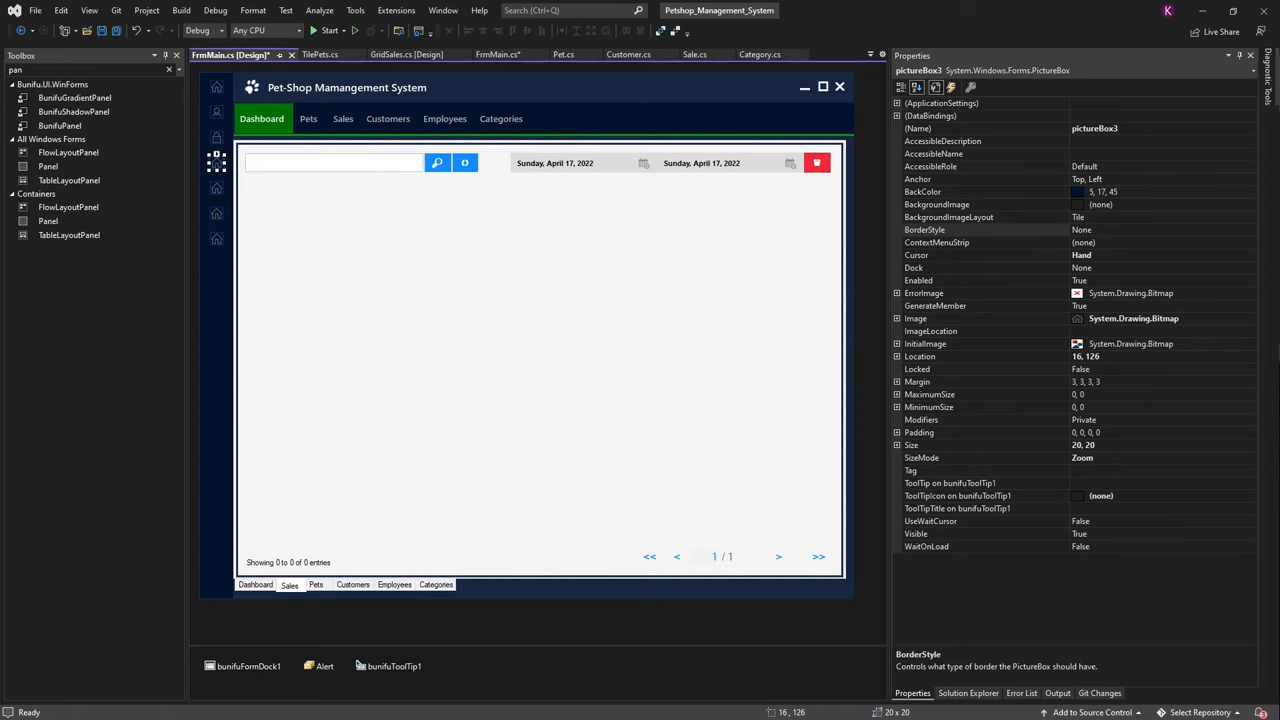 File Edit View Git Project Build Debug Format Test Analyze Tools Extensions Window Help Search (Ctrl+Q) Petshop_Management_System K
Debug Any CPU Start Live Share
Toolbox
pan
Bunifu.UI.WinForms
BunifuGradientPanel
BunifuShadowPanel
BunifuPanel
All Windows Forms
FlowLayoutPanel
Panel
TableLayoutPanel
Containers
FlowLayoutPanel
Panel
TableLayoutPanel
FrmMain.cs [Design]* TilePets.cs GridSales.cs [Design] FrmMain.cs* Pet.cs Customer.cs Sale.cs Category.cs
Pet-Shop Mamangement System
Dashboard Pets Sales Customers Employees Categories
Sunday, April 17, 2022 Sunday, April 17, 2022
Showing 0 to 0 of 0 entries << < 1 / 1 > >>
Dashboard Sales Pets Customers Employees Categories
bunifuFormDock1 Alert bunifuToolTip1
Properties
pictureBox3 System.Windows.Forms.PictureBox
(ApplicationSettings)
(DataBindings)
(Name) pictureBox3
AccessibleDescription
AccessibleName
AccessibleRole Default
Anchor Top, Left
BackColor 5, 17, 45
BackgroundImage (none)
BackgroundImageLayout Tile
BorderStyle None
ContextMenuStrip (none)
Cursor Hand
Dock None
Enabled True
ErrorImage System.Drawing.Bitmap
GenerateMember True
Image System.Drawing.Bitmap
ImageLocation
InitialImage System.Drawing.Bitmap
Location 16, 126
Locked False
Margin 3, 3, 3, 3
MaximumSize 0, 0
MinimumSize 0, 0
Modifiers Private
Padding 0, 0, 0, 0
Size 20, 20
SizeMode Zoom
Tag
ToolTip on bunifuToolTip1
ToolTipIcon on bunifuToolTip1 (none)
ToolTipTitle on bunifuToolTip1
UseWaitCursor False
Visible True
WaitOnLoad False
BorderStyle
Controls what type of border the PictureBox should have.
Properties Solution Explorer Error List Output Git Changes
Diagnostic Tools
Ready 16 , 126 20 x 20 Add to Source Control Select Repository 3